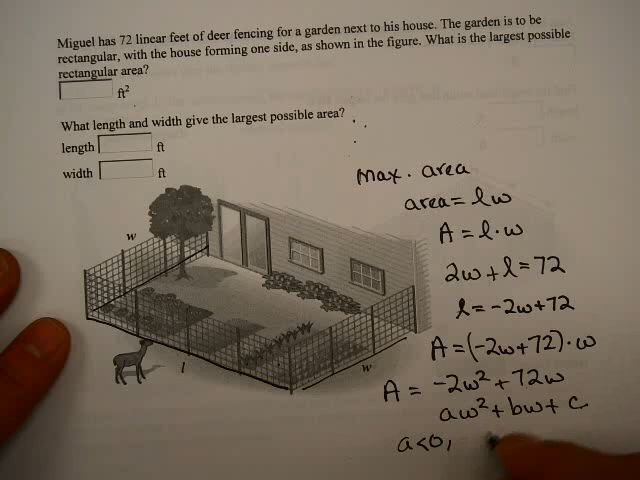 Miguel has 72 linear feet of deer fencing for a garden next to his house. The garden is to be
rectangular, with the house forming one side, as shown in the figure. What is the largest possible
rectangular area?
ft²
What length and width give the largest possible area?
length ft
width ft
w
l
w
max. area
area = lw
A = l·w
2w + l = 72
l = -2w+72
A = (-2w+72)·w
A = -2w² + 72w
aw² + bw + c
a<0,